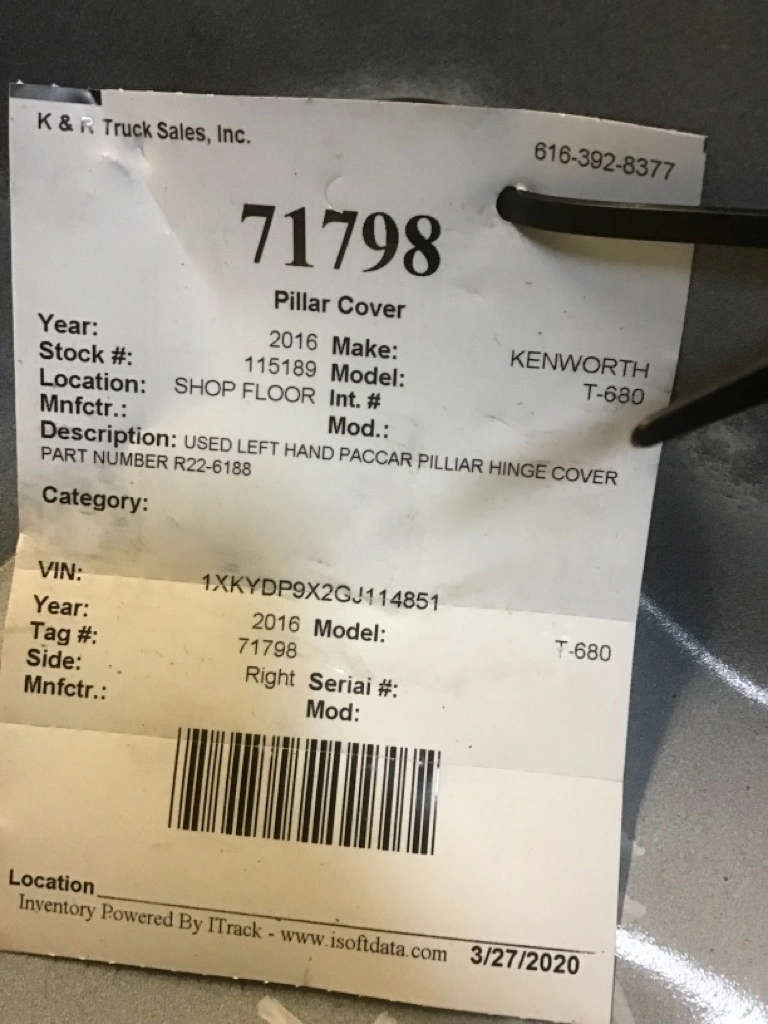 K & R Truck Sales, Inc. 616-392-8377
71798
Pillar Cover
Year: 2016 Make: KENWORTH
Stock #: 115189 Model: T-680
Location: SHOP FLOOR Int. #
Mnfctr.: Mod.:
Description: USED LEFT HAND PACCAR PILLIAR HINGE COVER
PART NUMBER R22-6188
Category:
VIN: 1XKYDP9X2GJ114851
Year: 2016 Model: T-680
Tag #: 71798
Side: Right Serial #:
Mnfctr.: Mod:
Location
Inventory Powered By ITrack - www.isoftdata.com 3/27/2020